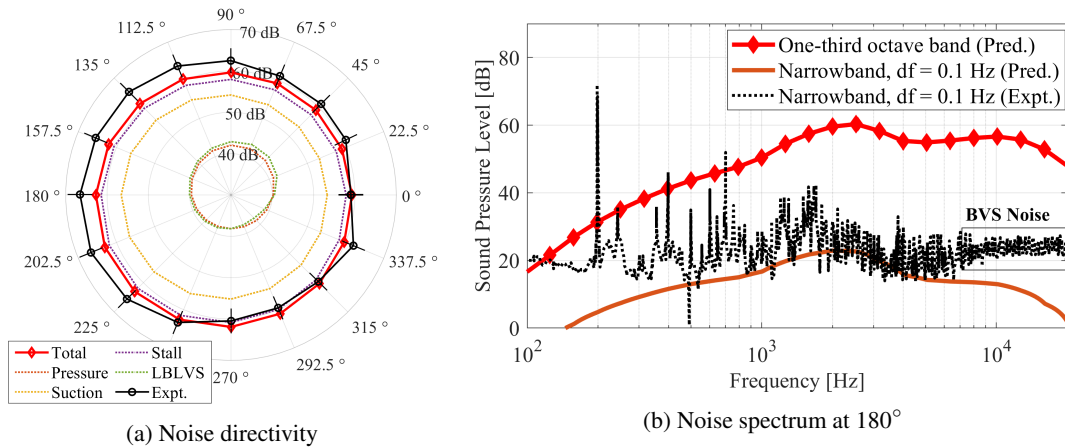 90 °
70 dB
112.5 °
67.5 °
135 °
60 dB
45 °
157.5 °
50 dB
22.5 °
40 dB
180 °
0 °
202.5 °
337.5 °
225 °
315 °
270 °
292.5 °
Total
Stall
Pressure
LBLVS
Suction
Expt.
(a) Noise directivity
Sound Pressure Level [dB]
80
60
40
20
0
One-third octave band (Pred.)
Narrowband, df = 0.1 Hz (Pred.)
Narrowband, df = 0.1 Hz (Expt.)
BVS Noise
10²
10³
10⁴
Frequency [Hz]
(b) Noise spectrum at 180°